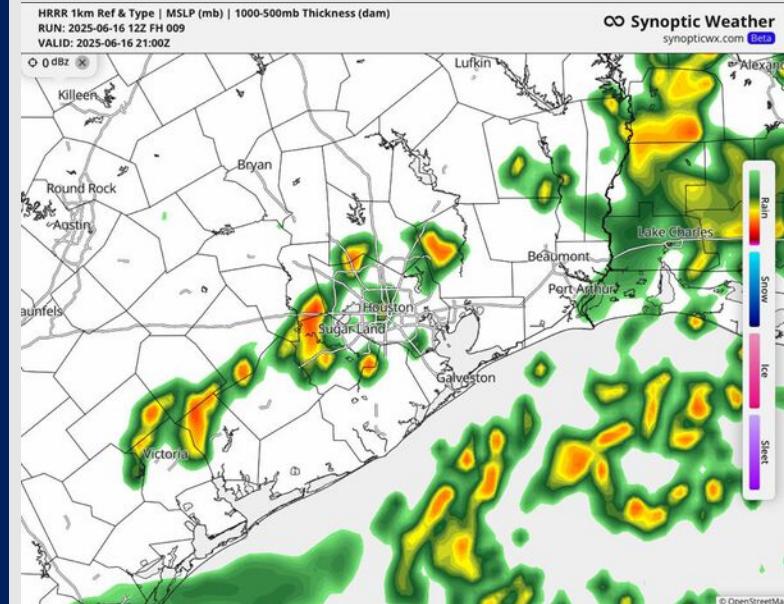 HRRR 1km Ref & Type | MSLP (mb) | 1000-500mb Thickness (dam)
RUN: 2025-06-16 12Z FH 009
VALID: 2025-06-16 21:00Z
Synoptic Weather
synopticwx.com Beta
0 dBz
Lufkin
Alexand
Killeen
Bryan
Round Rock
Austin
Rain
Lake Charles
Beaumont
Port Arthur
Snow
aunfels
Houston
Sugar Land
Ice
Galveston
Sleet
Victoria
© OpenStreetMa